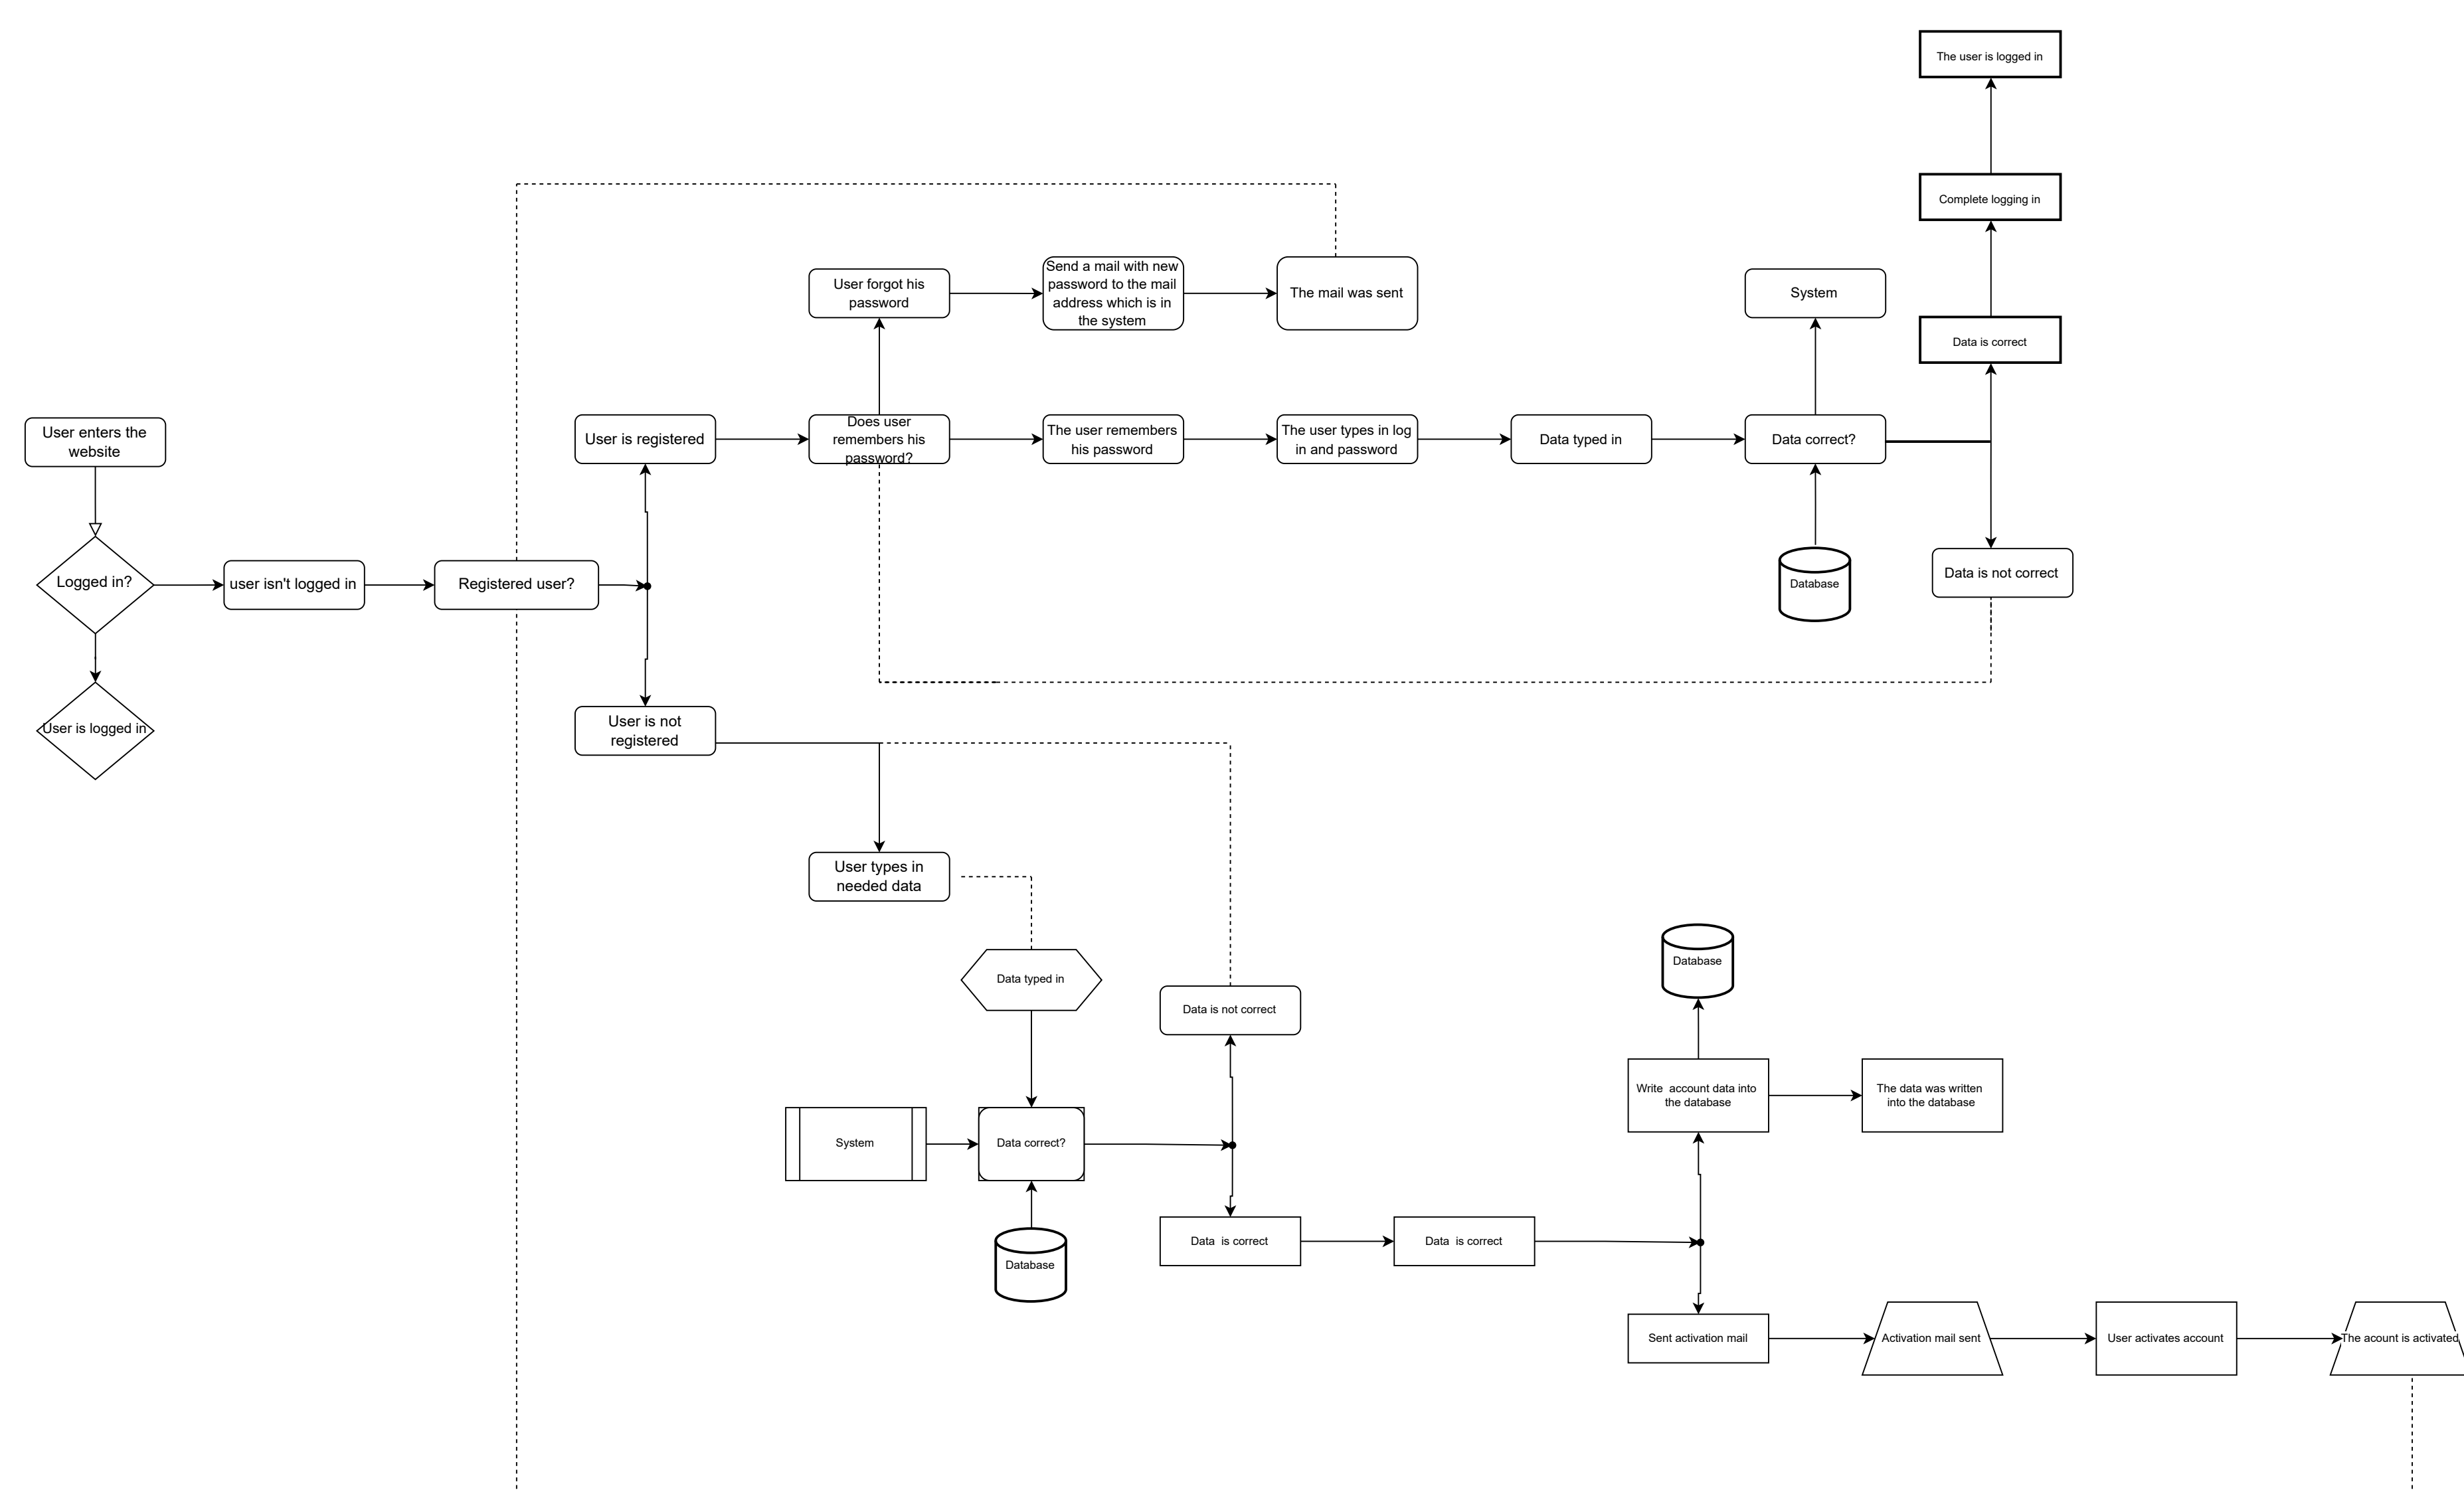 The user is logged in
Complete logging in
User forgot his
password
Send a mail with new
password to the mail
address which is in
the system
The mail was sent
System
Data is correct
User enters the
website
User is registered
Does user
remembers his
password?
The user remembers
his password
The user types in log
in and password
Data typed in
Data correct?
Logged in?
user isn't logged in
Registered user?
Database
Data is not correct
User is logged in
User is not
registered
User types in
needed data
Data typed in
Database
Data is not correct
Write  account data into
the database
The data was written
into the database
System
Data correct?
Database
Data  is correct
Data  is correct
Sent activation mail
Activation mail sent
User activates account
The acount is activated